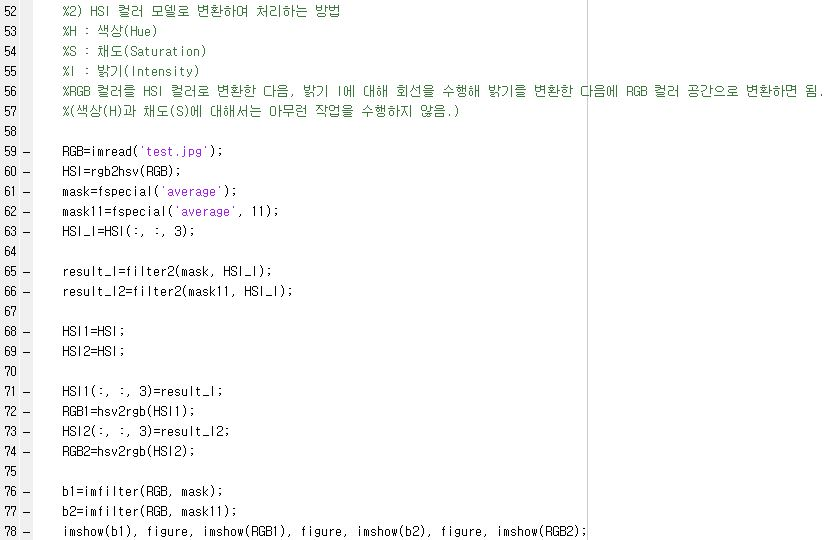 52 %2) HSI 컬러 모델로 변환하여 처리하는 방법
53 %H : 색상(Hue)
54 %S : 채도(Saturation)
55 %I : 밝기(Intensity)
56 %RGB 컬러를 HSI 컬러로 변환한 다음, 밝기 I에 대해 회선을 수행해 밝기를 변환한 다음에 RGB 컬러 공간으로 변환하면 됨.
57 %(색상(H)과 채도(S)에 대해서는 아무런 작업을 수행하지 않음.)
58
59 – RGB=imread('test.jpg');
60 – HSI=rgb2hsv(RGB);
61 – mask=fspecial('average');
62 – mask11=fspecial('average', 11);
63 – HSI_I=HSI(:, :, 3);
64
65 – result_I=filter2(mask, HSI_I);
66 – result_I2=filter2(mask11, HSI_I);
67
68 – HSI1=HSI;
69 – HSI2=HSI;
70
71 – HSI1(:, :, 3)=result_I;
72 – RGB1=hsv2rgb(HSI1);
73 – HSI2(:, :, 3)=result_I2;
74 – RGB2=hsv2rgb(HSI2);
75
76 – b1=imfilter(RGB, mask);
77 – b2=imfilter(RGB, mask11);
78 – imshow(b1), figure, imshow(RGB1), figure, imshow(b2), figure, imshow(RGB2);